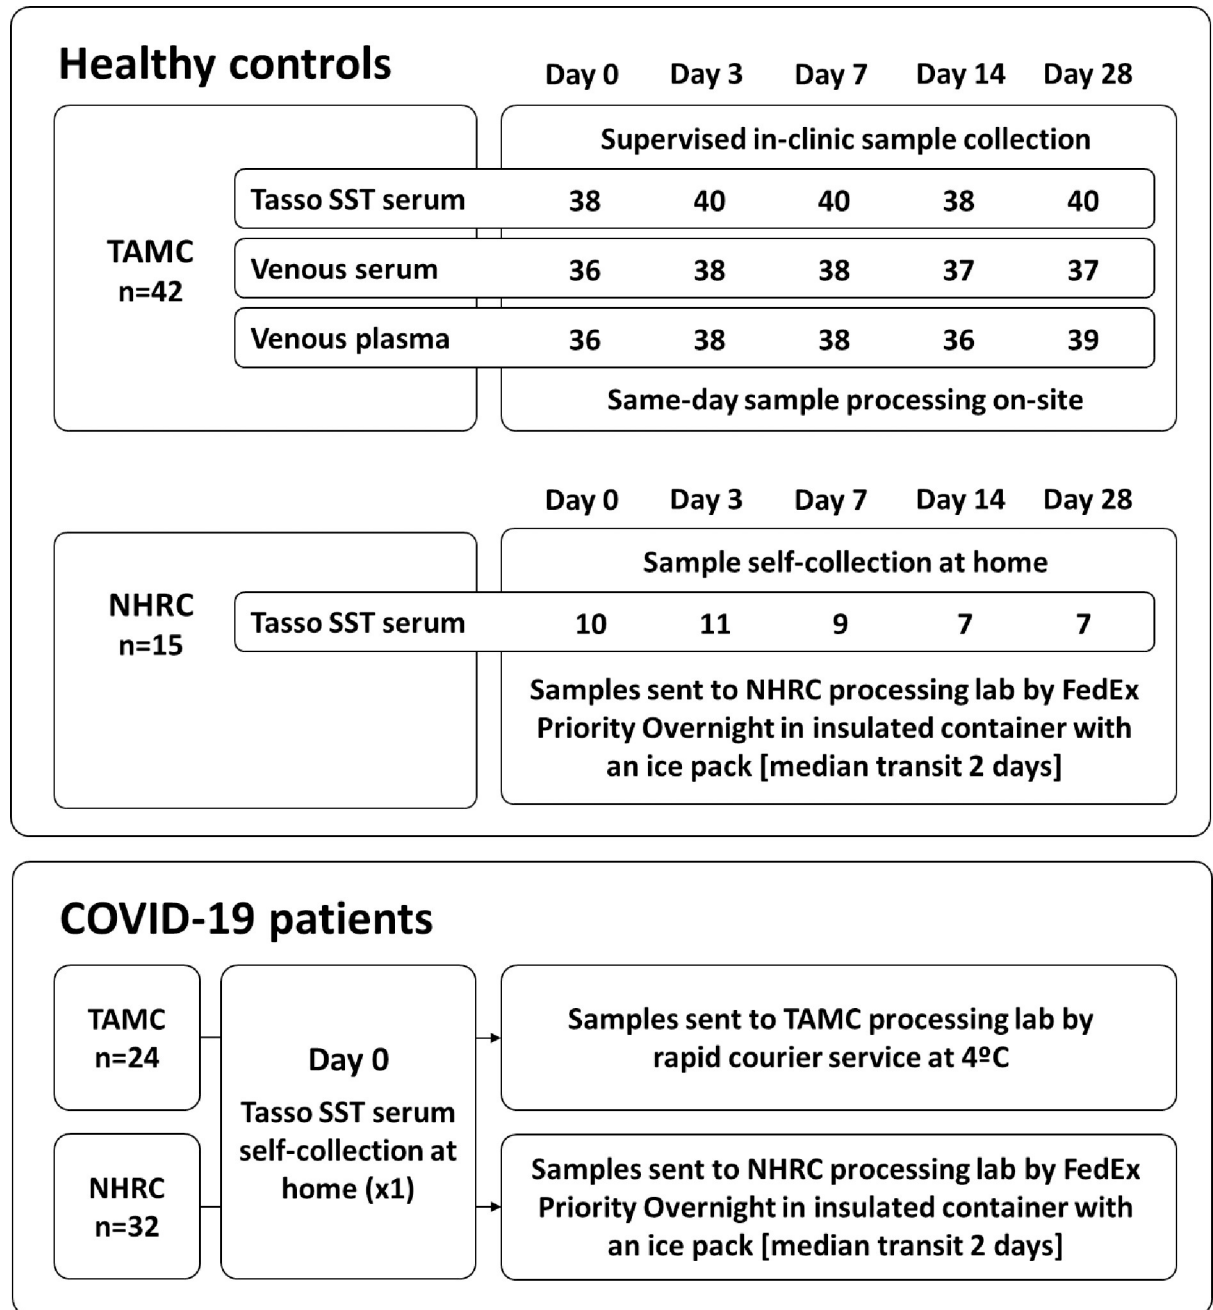 Healthy controls
Day 0 Day 3 Day 7 Day 14 Day 28
Supervised in-clinic sample collection
TAMC
n=42
Tasso SST serum 38 40 40 38 40
Venous serum 36 38 38 37 37
Venous plasma 36 38 38 36 39
Same-day sample processing on-site
Day 0 Day 3 Day 7 Day 14 Day 28
Sample self-collection at home
NHRC
n=15
Tasso SST serum 10 11 9 7 7
Samples sent to NHRC processing lab by FedEx
Priority Overnight in insulated container with
an ice pack [median transit 2 days]
COVID-19 patients
TAMC
n=24
NHRC
n=32
Day 0
Tasso SST serum
self-collection at
home (x1)
Samples sent to TAMC processing lab by
rapid courier service at 4ºC
Samples sent to NHRC processing lab by FedEx
Priority Overnight in insulated container with
an ice pack [median transit 2 days]